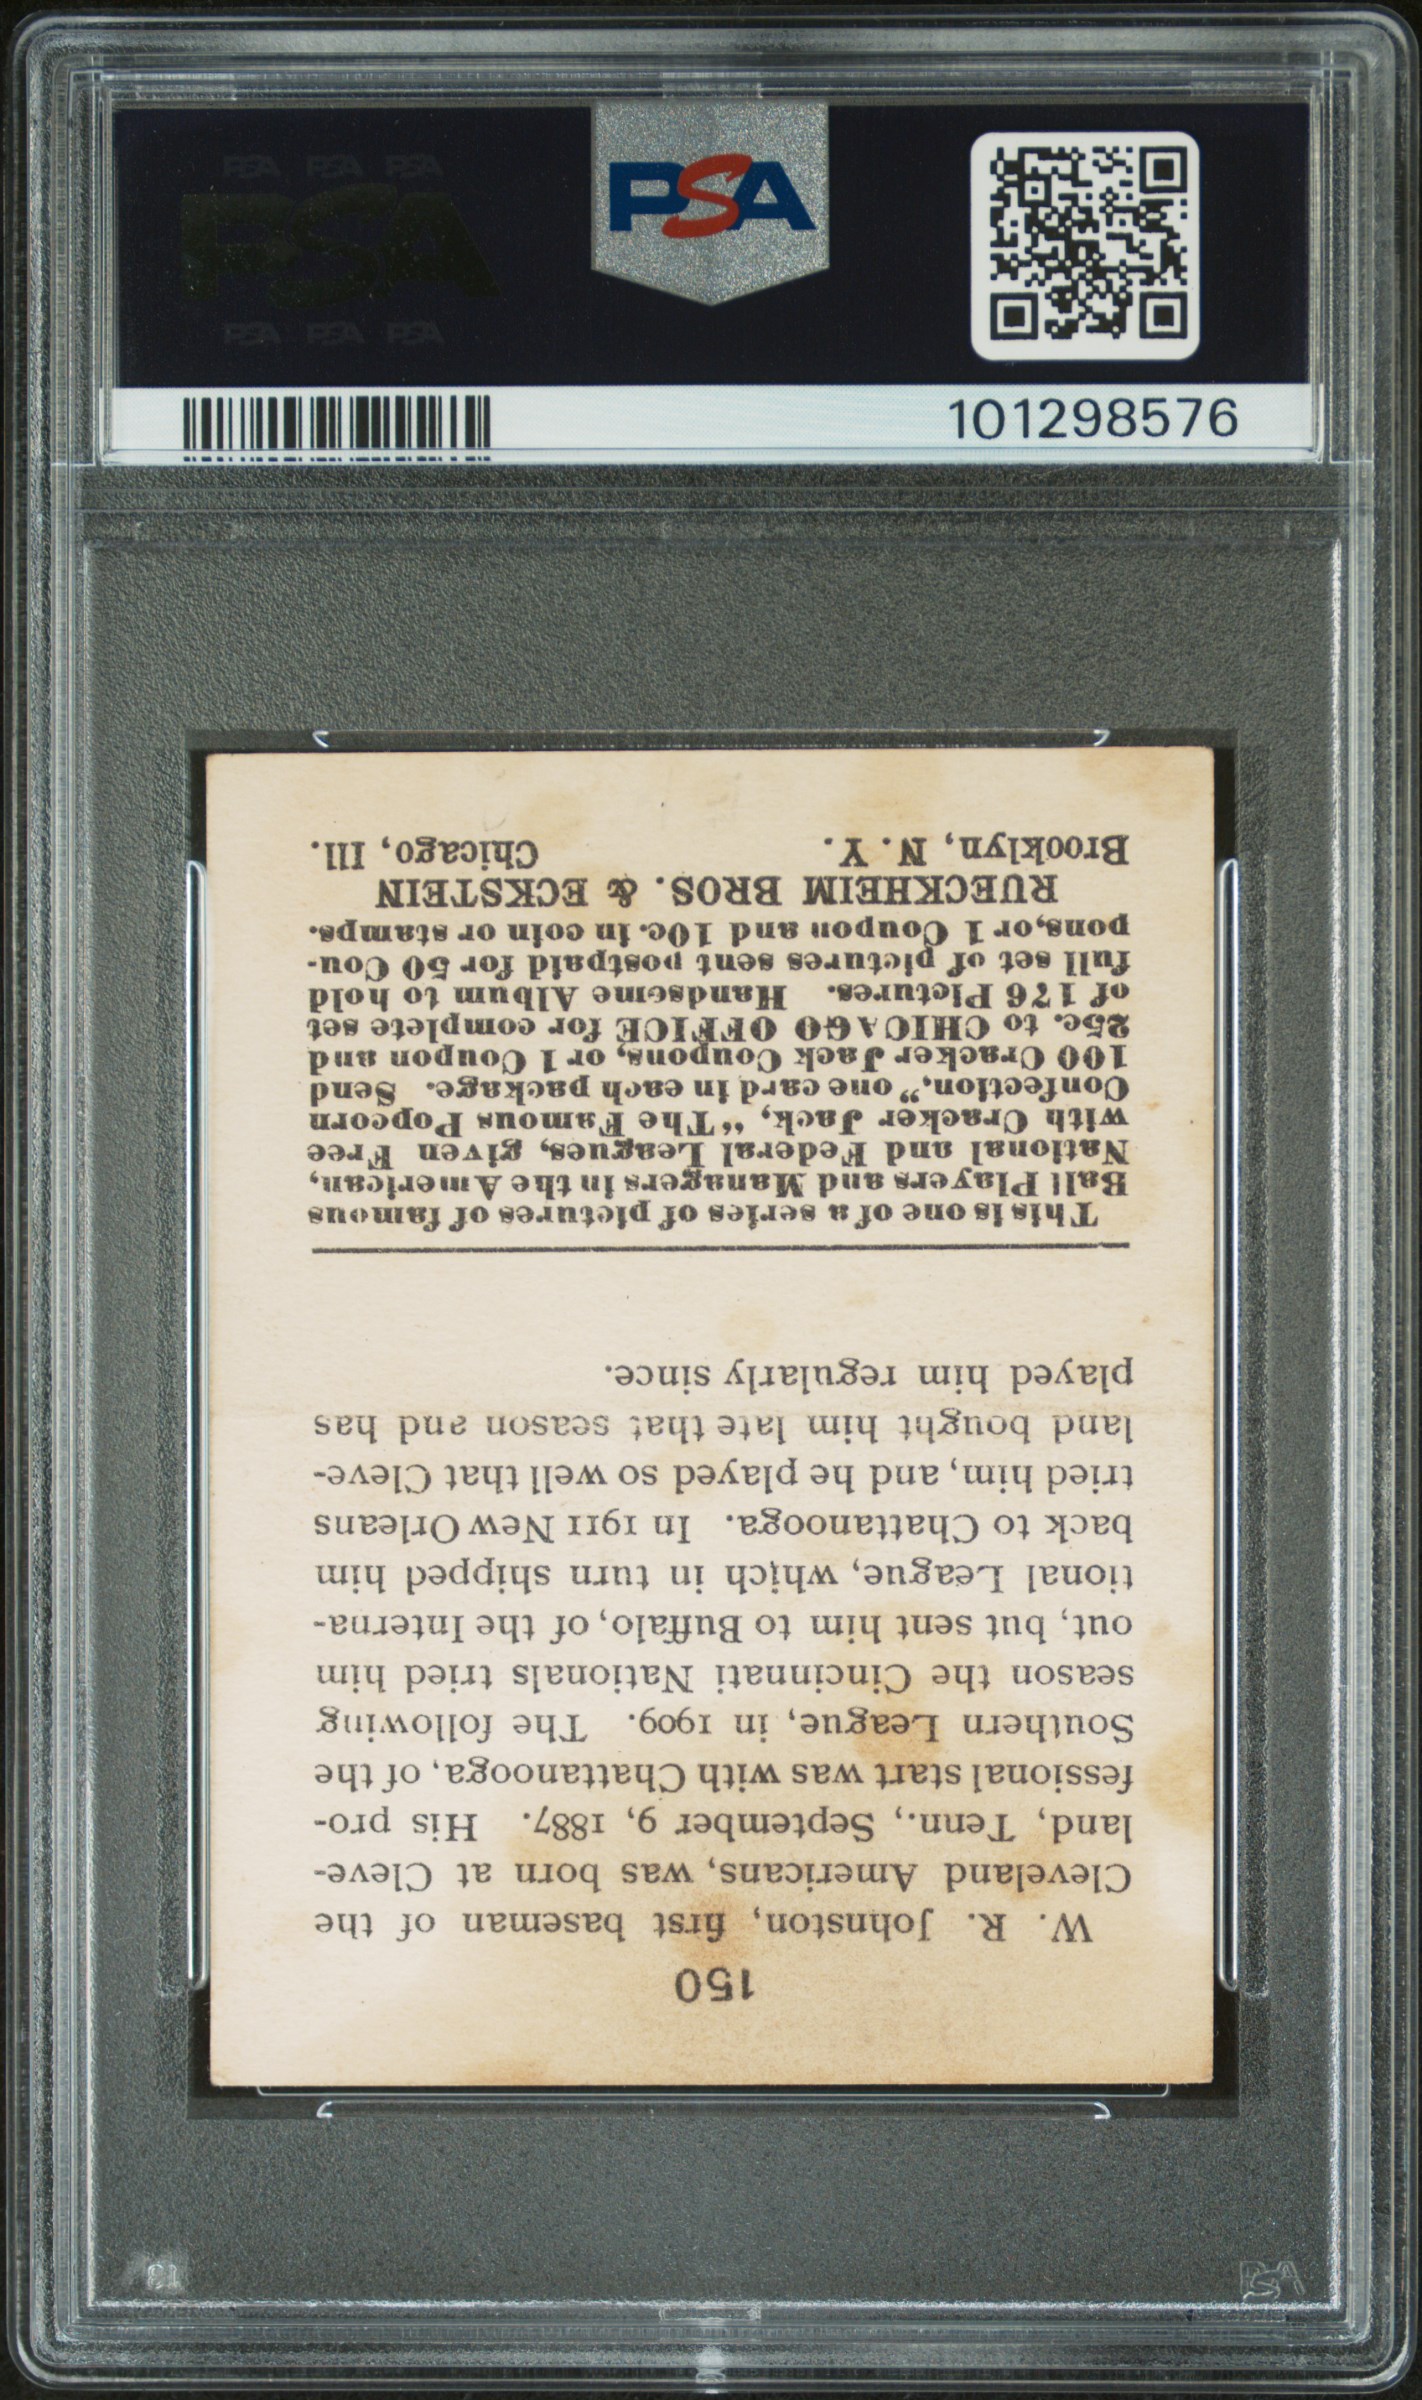 PSA PSA PSA
PSA
PSA PSA PSA
PSA
101298576
150
W. R. Johnston, first baseman of the
Cleveland Americans, was born at Cleve-
land, Tenn., September 9, 1887. His pro-
fessional start was with Chattanooga, of the
Southern League, in 1909. The following
season the Cincinnati Nationals tried him
out, but sent him to Buffalo, of the Interna-
tional League, which in turn shipped him
back to Chattanooga. In 1911 New Orleans
tried him, and he played so well that Cleve-
land bought him late that season and has
played him regularly since.
This is one of a series of pictures of famous
Ball Players and Managers in the American,
National and Federal Leagues, given Free
with Cracker Jack, “The Famous Popcorn
Confection,” one card in each package. Send
100 Cracker Jack Coupons, or 1 Coupon and
25c. to CHICAGO OFFICE for complete set
of 176 Pictures. Handsome Album to hold
full set of pictures sent postpaid for 50 Cou-
pons, or 1 Coupon and 10c. in coin or stamps.
RUECKHEIM BROS. & ECKSTEIN
Brooklyn, N. Y. Chicago, Ill.
PSA